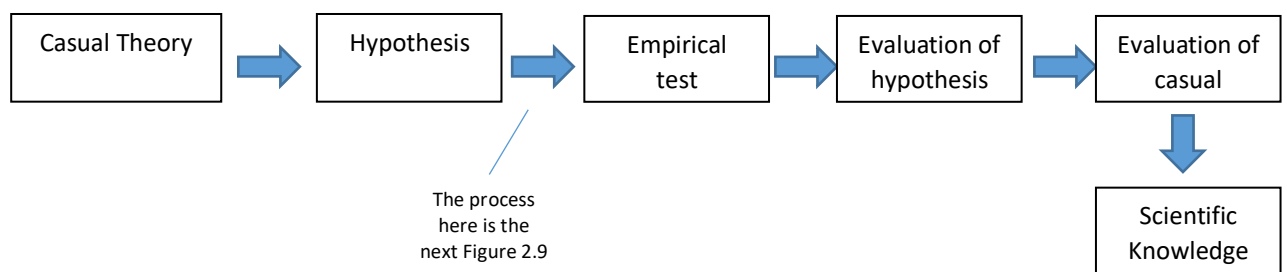 Casual Theory
Hypothesis
Empirical
test
Evaluation of
hypothesis
Evaluation of
casual
The process
here is the
next Figure 2.9
Scientific
Knowledge